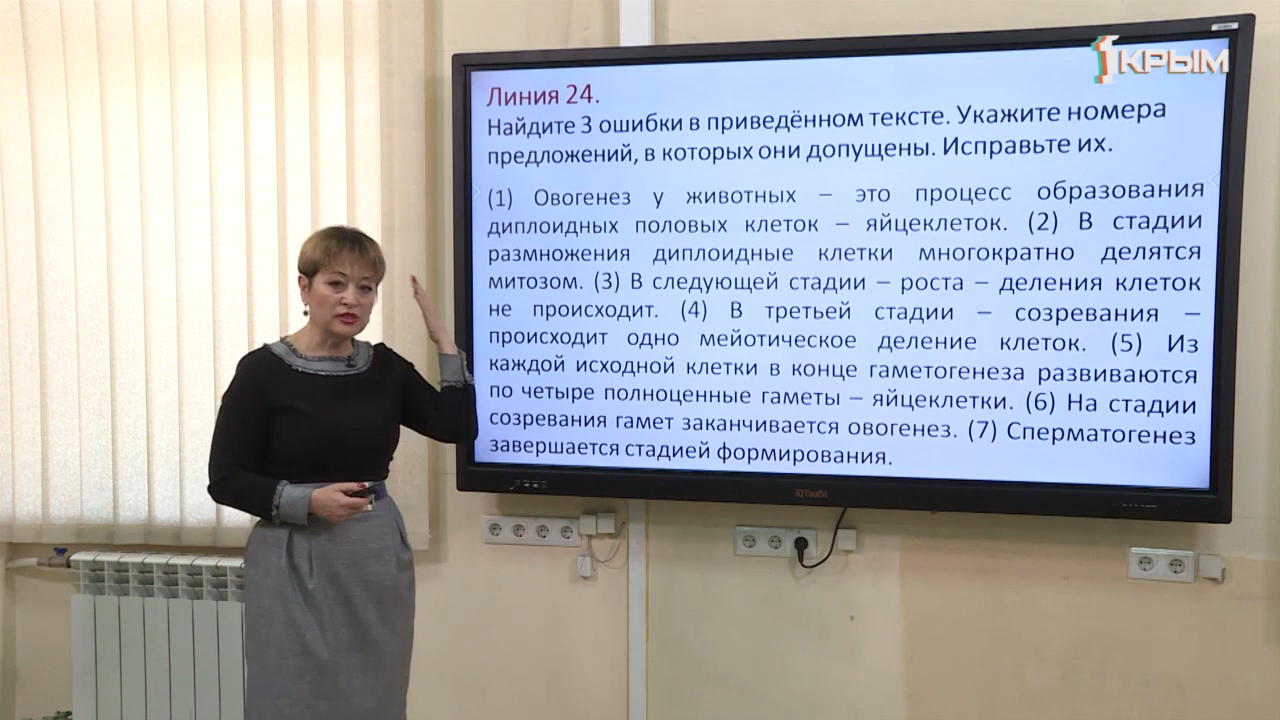 1КРЫМ
Линия 24.
Найдите 3 ошибки в приведённом тексте. Укажите номера
предложений, в которых они допущены. Исправьте их.
(1) Овогенез у животных – это процесс образования
диплоидных половых клеток – яйцеклеток. (2) В стадии
размножения диплоидные клетки многократно делятся
митозом. (3) В следующей стадии – роста – деления клеток
не происходит. (4) В третьей стадии – созревания –
происходит одно мейотическое деление клеток. (5) Из
каждой исходной клетки в конце гаметогенеза развиваются
по четыре полноценные гаметы – яйцеклетки. (6) На стадии
созревания гамет заканчивается овогенез. (7) Сперматогенез
завершается стадией формирования.
IQTouch